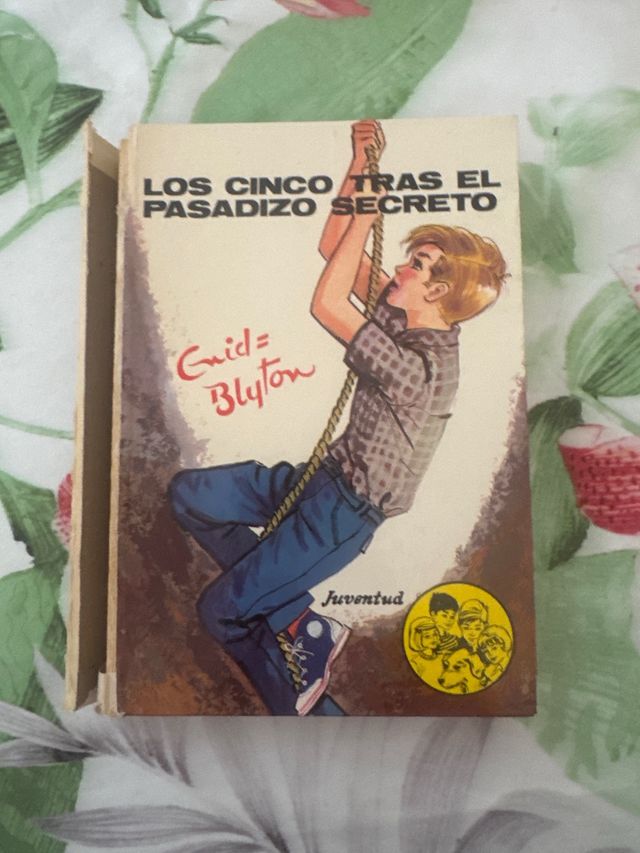 LOS CINCO TRAS EL
PASADIZO SECRETO
Enid
Blyton
Juventud